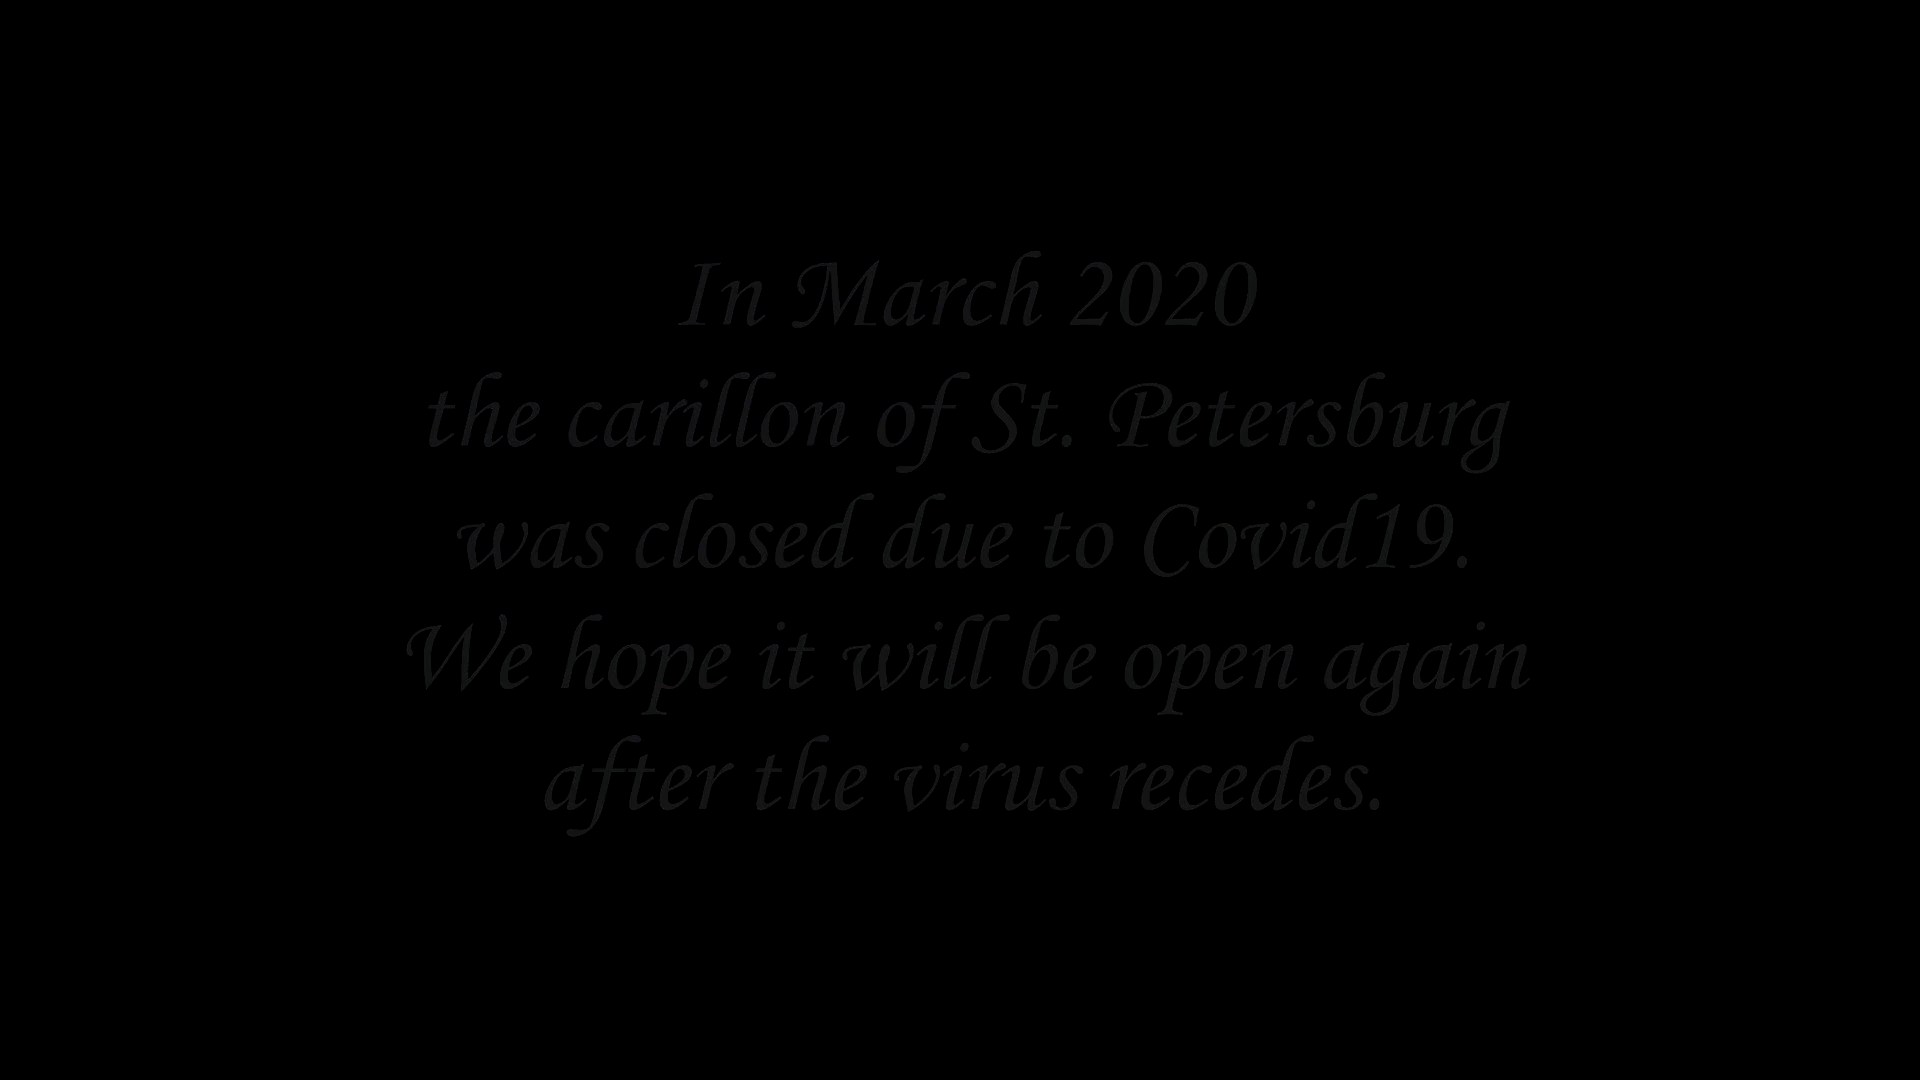 In March 2020
the carillon of St. Petersburg
was closed due to Covid19.
We hope it will be open again
after the virus recedes.